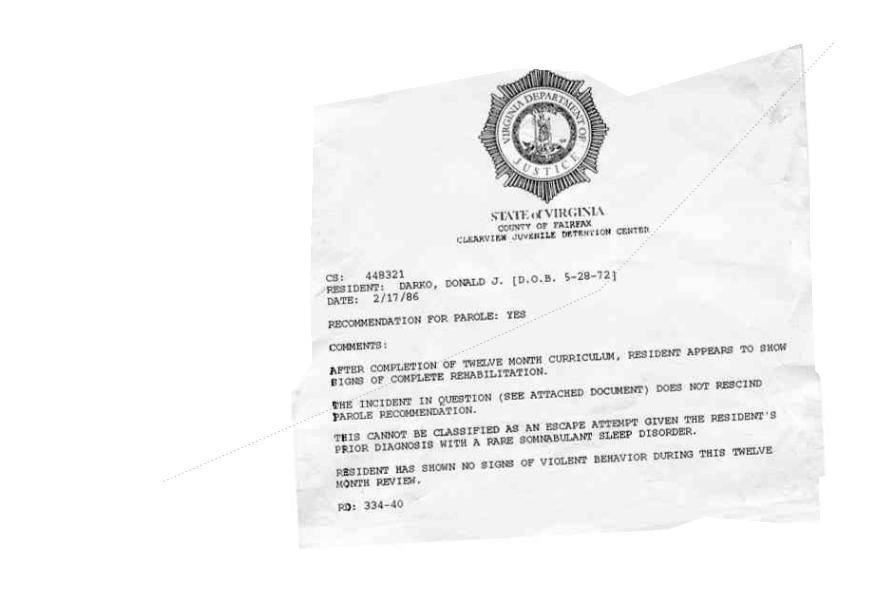 VIRGINIA DEPARTMENT OF
JUSTICE
STATE of VIRGINIA
COUNTY OF FAIRFAX
CLEARVIEW JUVENILE DETENTION CENTER
CS: 448321
RESIDENT: DARKO, DONALD J. [D.O.B. 5-28-72]
DATE: 2/17/86
RECOMMENDATION FOR PAROLE: YES
COMMENTS:
AFTER COMPLETION OF TWELVE MONTH CURRICULUM, RESIDENT APPEARS TO SHOW
SIGNS OF COMPLETE REHABILITATION.
THE INCIDENT IN QUESTION (SEE ATTACHED DOCUMENT) DOES NOT RESCIND
PAROLE RECOMMENDATION.
THIS CANNOT BE CLASSIFIED AS AN ESCAPE ATTEMPT GIVEN THE RESIDENT'S
PRIOR DIAGNOSIS WITH A RARE SOMNABULANT SLEEP DISORDER.
RESIDENT HAS SHOWN NO SIGNS OF VIOLENT BEHAVIOR DURING THIS TWELVE
MONTH REVIEW.
RD: 334-40